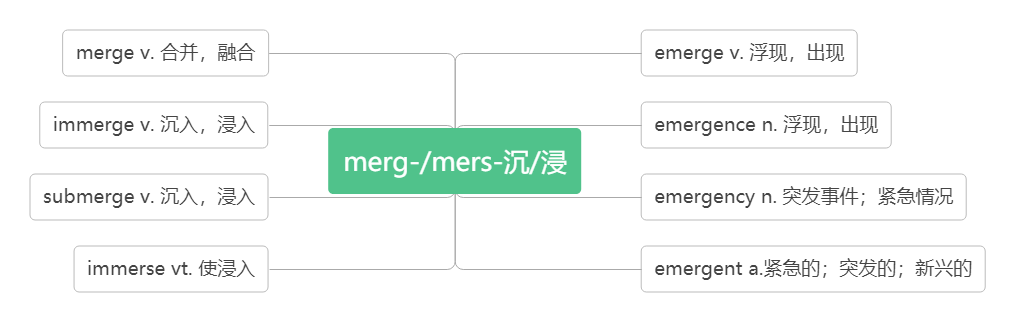 merge v. 合并，融合
immerge v. 沉入，浸入
submerge v. 沉入，浸入
immerse vt. 使浸入
merg-/mers-沉/浸
emerge v. 浮现，出现
emergence n. 浮现，出现
emergency n. 突发事件；紧急情况
emergent a.紧急的；突发的；新兴的